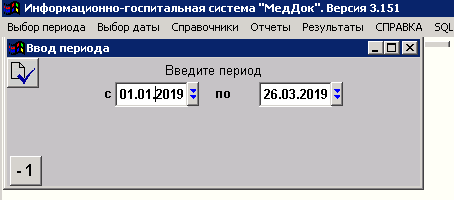 Информационно-госпитальная система "МедДок". Версия 3.151
Выбор периода Выбор даты Справочники Отчеты Результаты СПРАВКА SQL
Ввод периода
Введите период
с 01.01.2019 по 26.03.2019
-1